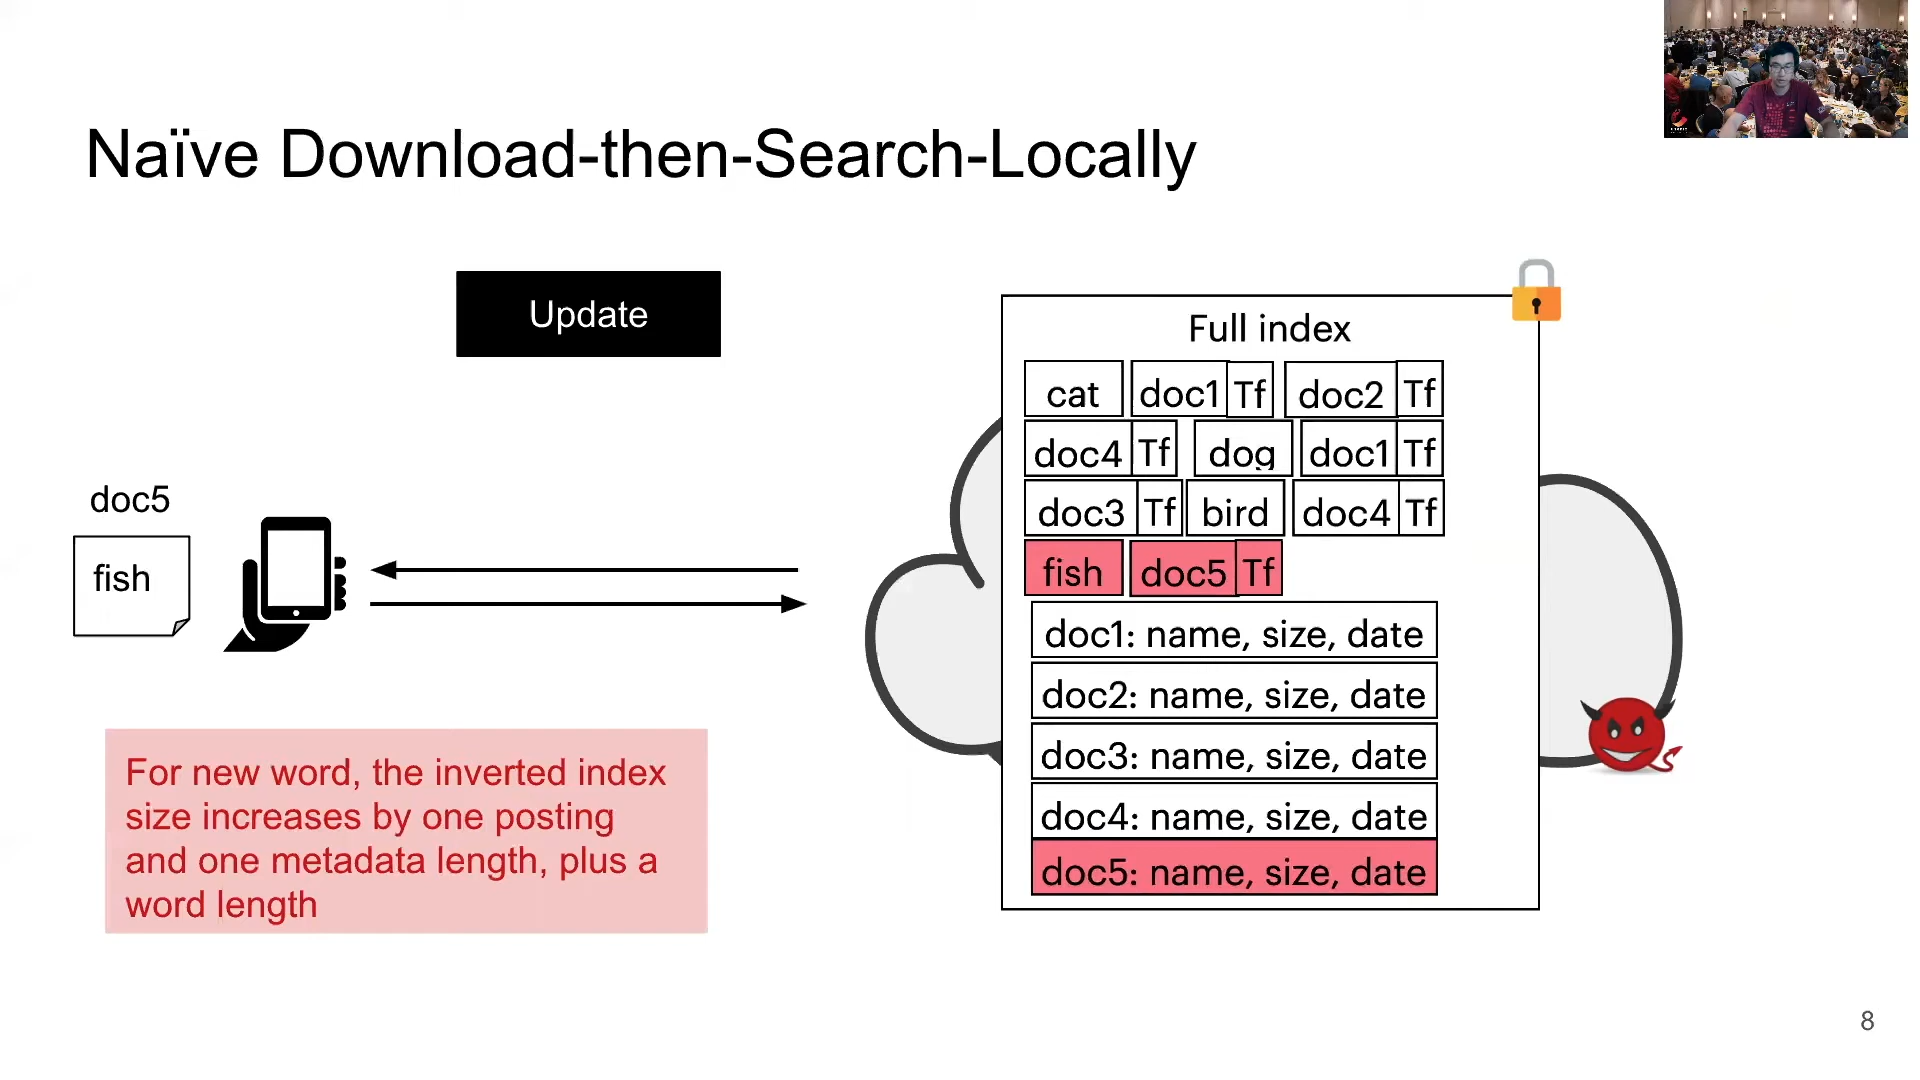 Naïve Download-then-Search-Locally
Update
Full index
cat doc1 Tf doc2 Tf
doc4 Tf dog doc1 Tf
doc3 Tf bird doc4 Tf
fish doc5 Tf
doc1: name, size, date
doc2: name, size, date
doc3: name, size, date
doc4: name, size, date
doc5: name, size, date
doc5
fish
For new word, the inverted index
size increases by one posting
and one metadata length, plus a
word length
8